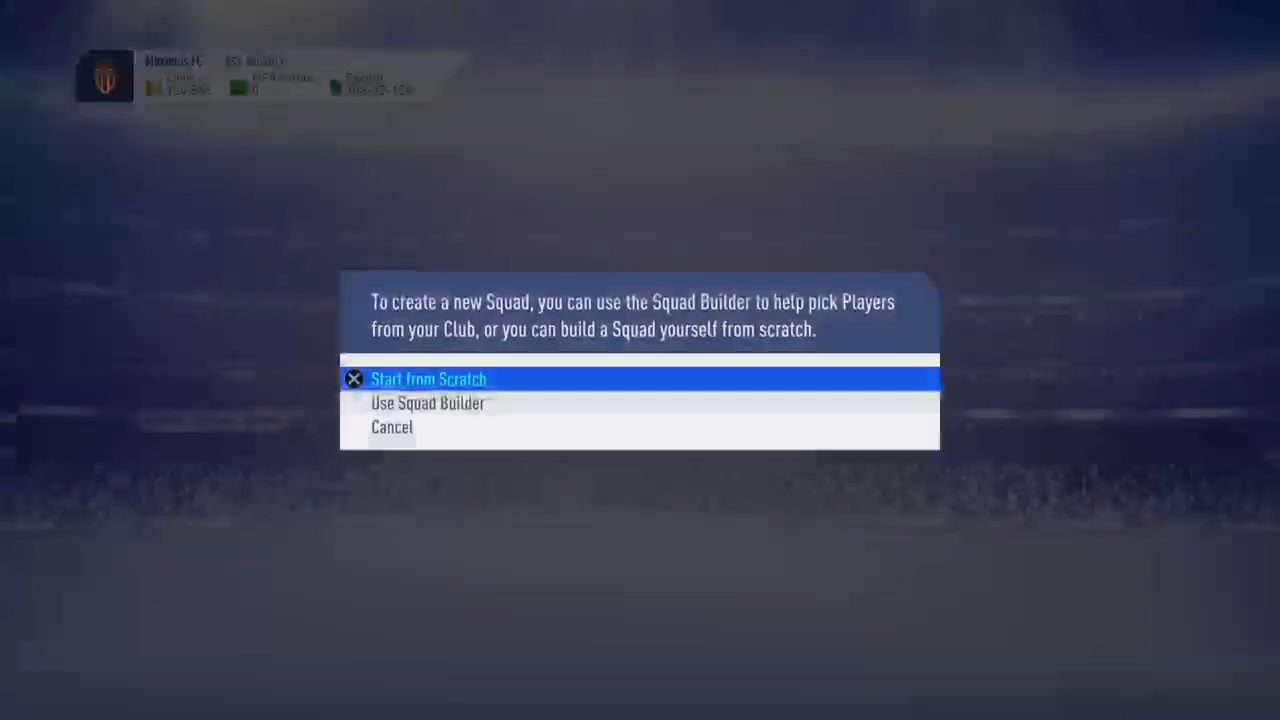 To create a new Squad, you can use the Squad Builder to help pick Players
from your Club, or you can build a Squad yourself from scratch.
Start from Scratch
Use Squad Builder
Cancel